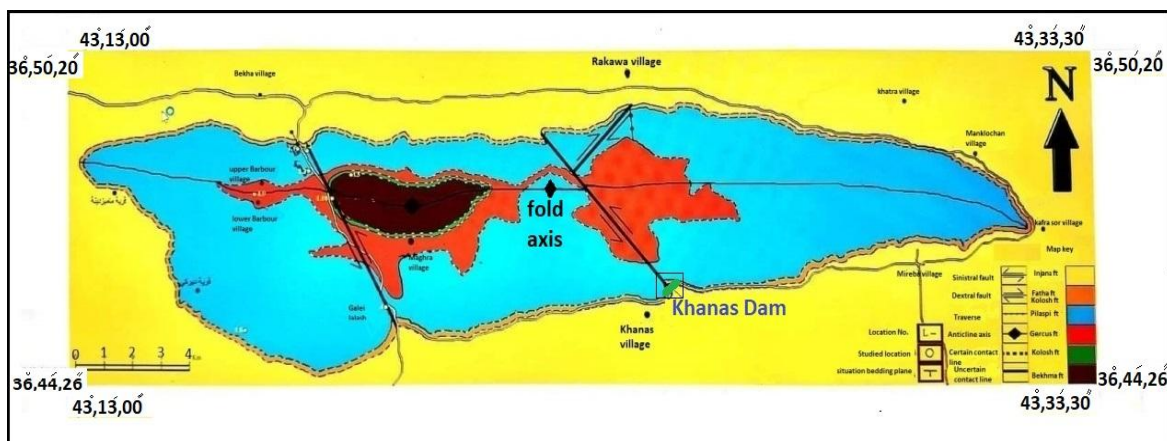 43,13,00"
43,33,30"
36,50,20"
36,50,20"
Rakawa village
Bekha village
khatra village
N
Manklochan
village
upper Barbour
village
lower Barbour
village
fold
axis
kafra sor village
Maghra
village
Galei
Mireba village
Khanas Dam
Khanas
village
Map key
Sinistral fault
Injana ft
Dextral fault
Fatha ft
Kolosh ft
Traverse
Pilaspi ft
Location No.
L-
Anticline axis
Gercus ft
Studied location
Certain contact
line
Kolosh ft
situation bedding plane
Uncertain
contact line
Bekhma ft
0 1 2 3 4
36,44,26"
36,44,26"
43,13,00"
43,33,30"